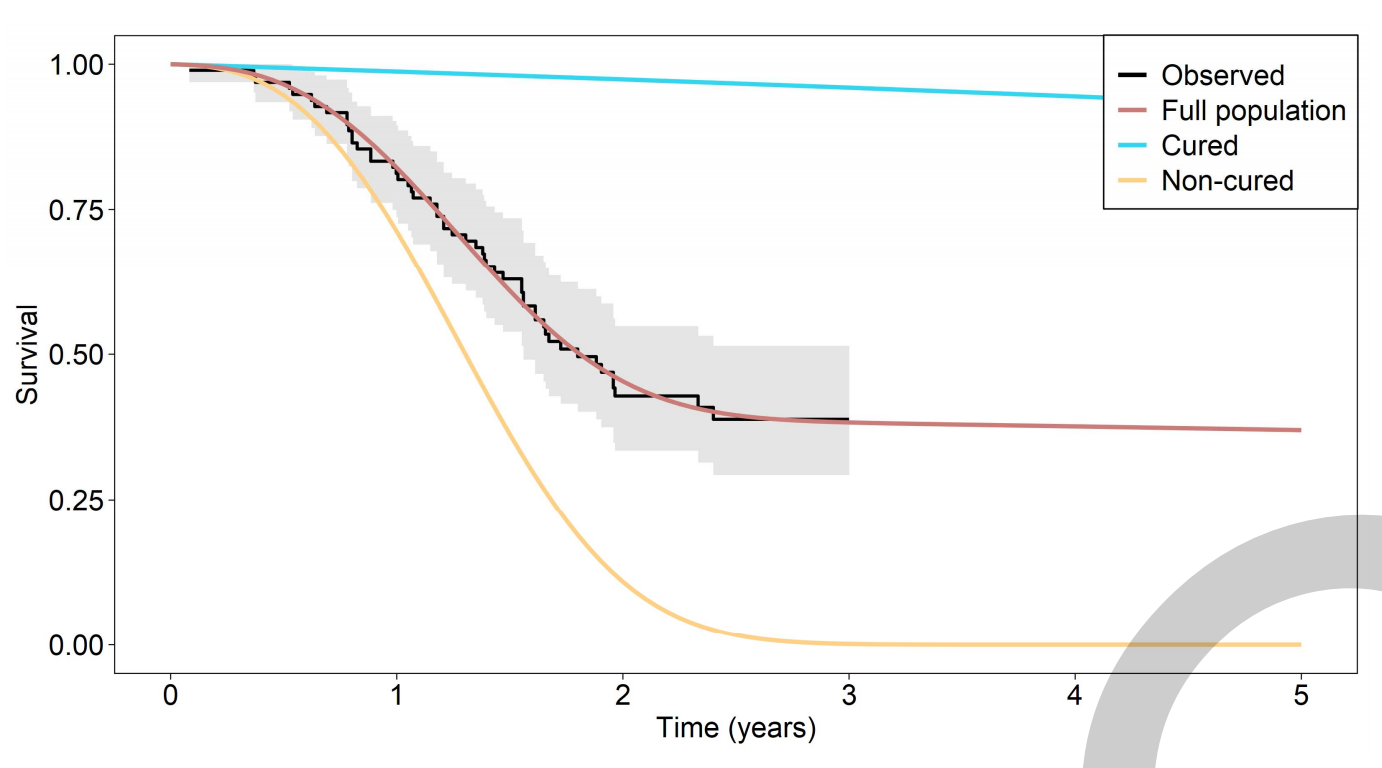 1.00
0.75
0.50
0.25
0.00
Survival
0
1
2
3
4
5
Time (years)
Observed
Full population
Cured
Non-cured